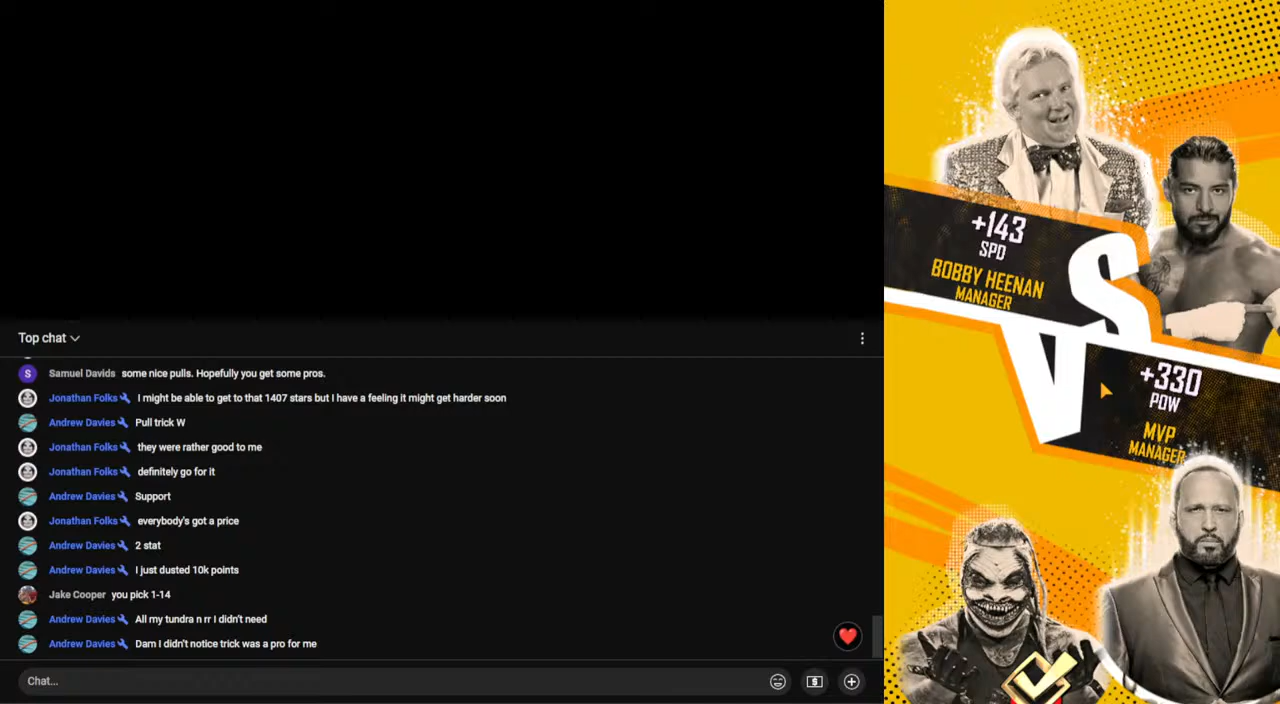 Top chat
S Samuel Davids some nice pulls. Hopefully you get some pros.
Jonathan Folks I might be able to get to that 1407 stars but I have a feeling it might get harder soon
Andrew Davies Pull trick W
Jonathan Folks they were rather good to me
Jonathan Folks definitely go for it
Andrew Davies Support
Jonathan Folks everybody's got a price
Andrew Davies 2 stat
Andrew Davies I just dusted 10k points
Jake Cooper you pick 1-14
Andrew Davies All my tundra n rr I didn't need
Andrew Davies Dam I didn't notice trick was a pro for me
Chat...
+143
SPD
BOBBY HEENAN
MANAGER
VS
+330
POW
MVP
MANAGER